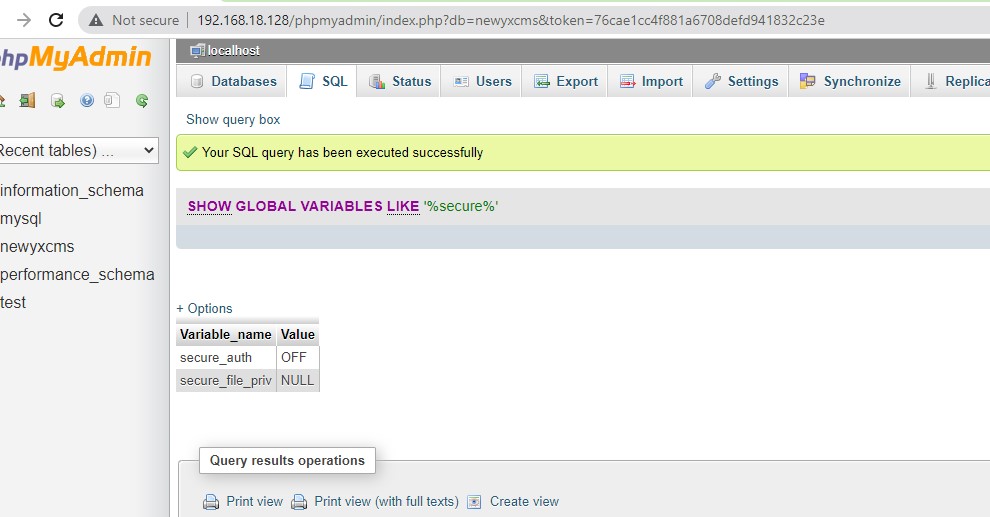 Not secure 192.168.18.128/phpmyadmin/index.php?db=newyxcms&token=76cae1cc4f881a6708defd941832c23e
hpMyAdmin
localhost
Databases SQL Status Users Export Import Settings Synchronize Replica
Show query box
Your SQL query has been executed successfully
Recent tables) ...
information_schema
mysql
newyxcms
performance_schema
test
SHOW GLOBAL VARIABLES LIKE '%secure%'
+ Options
Variable_name Value
secure_auth OFF
secure_file_priv NULL
Query results operations
Print view Print view (with full texts) Create view